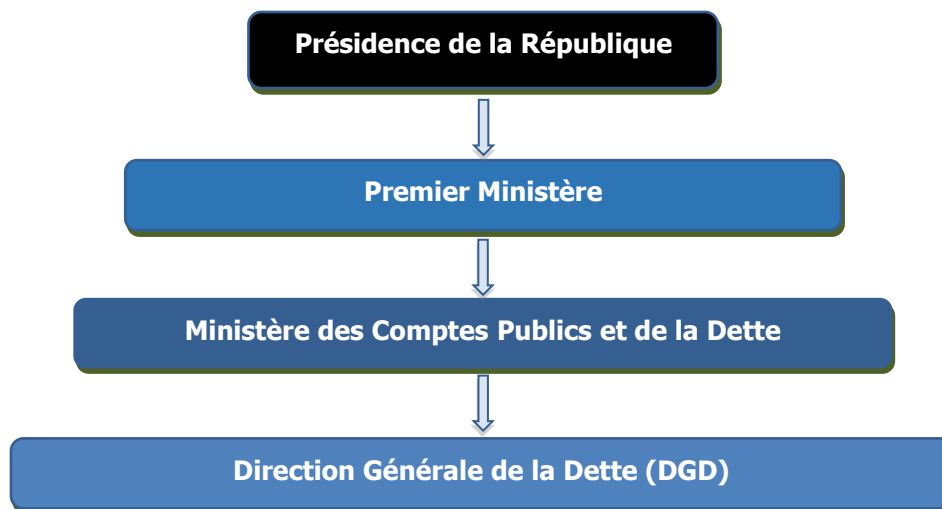 Présidence de la République
Premier Ministère
Ministère des Comptes Publics et de la Dette
Direction Générale de la Dette (DGD)